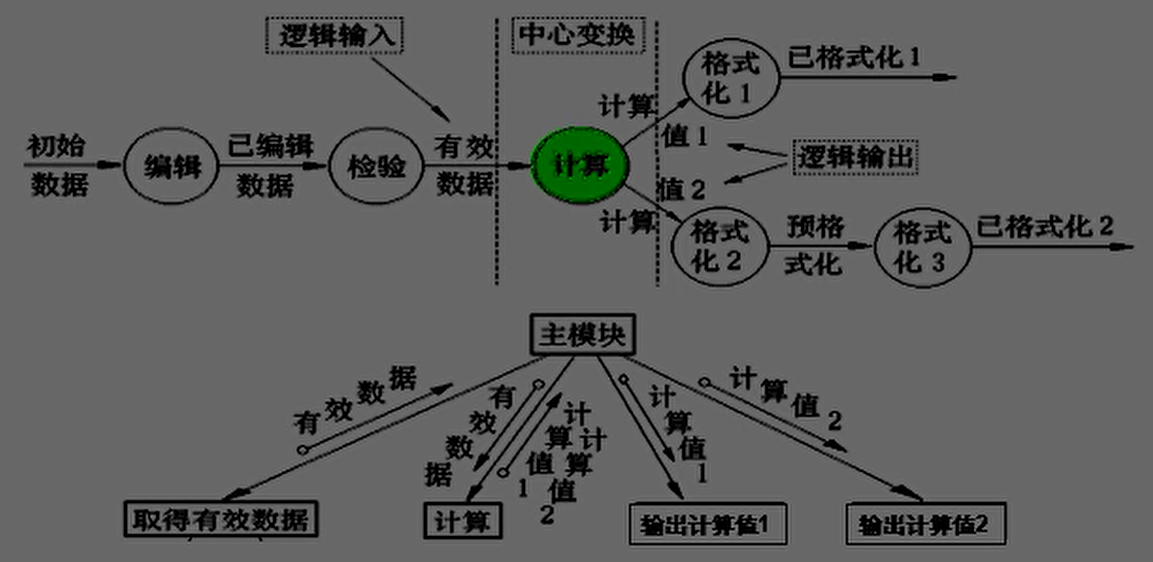 逻辑输入
中心变换
格式
化1
已格式化1
计算
值1
初始
数据
编辑
已编辑
数据
检验
有效
数据
计算
逻辑输出
值2
计算
格式
化2
预格
式化
格式
化3
已格式化2
主模块
有效数据
有效数据
计算值1
计算值2
计算值1
计算值2
取得有效数据
计算
输出计算值1
输出计算值2